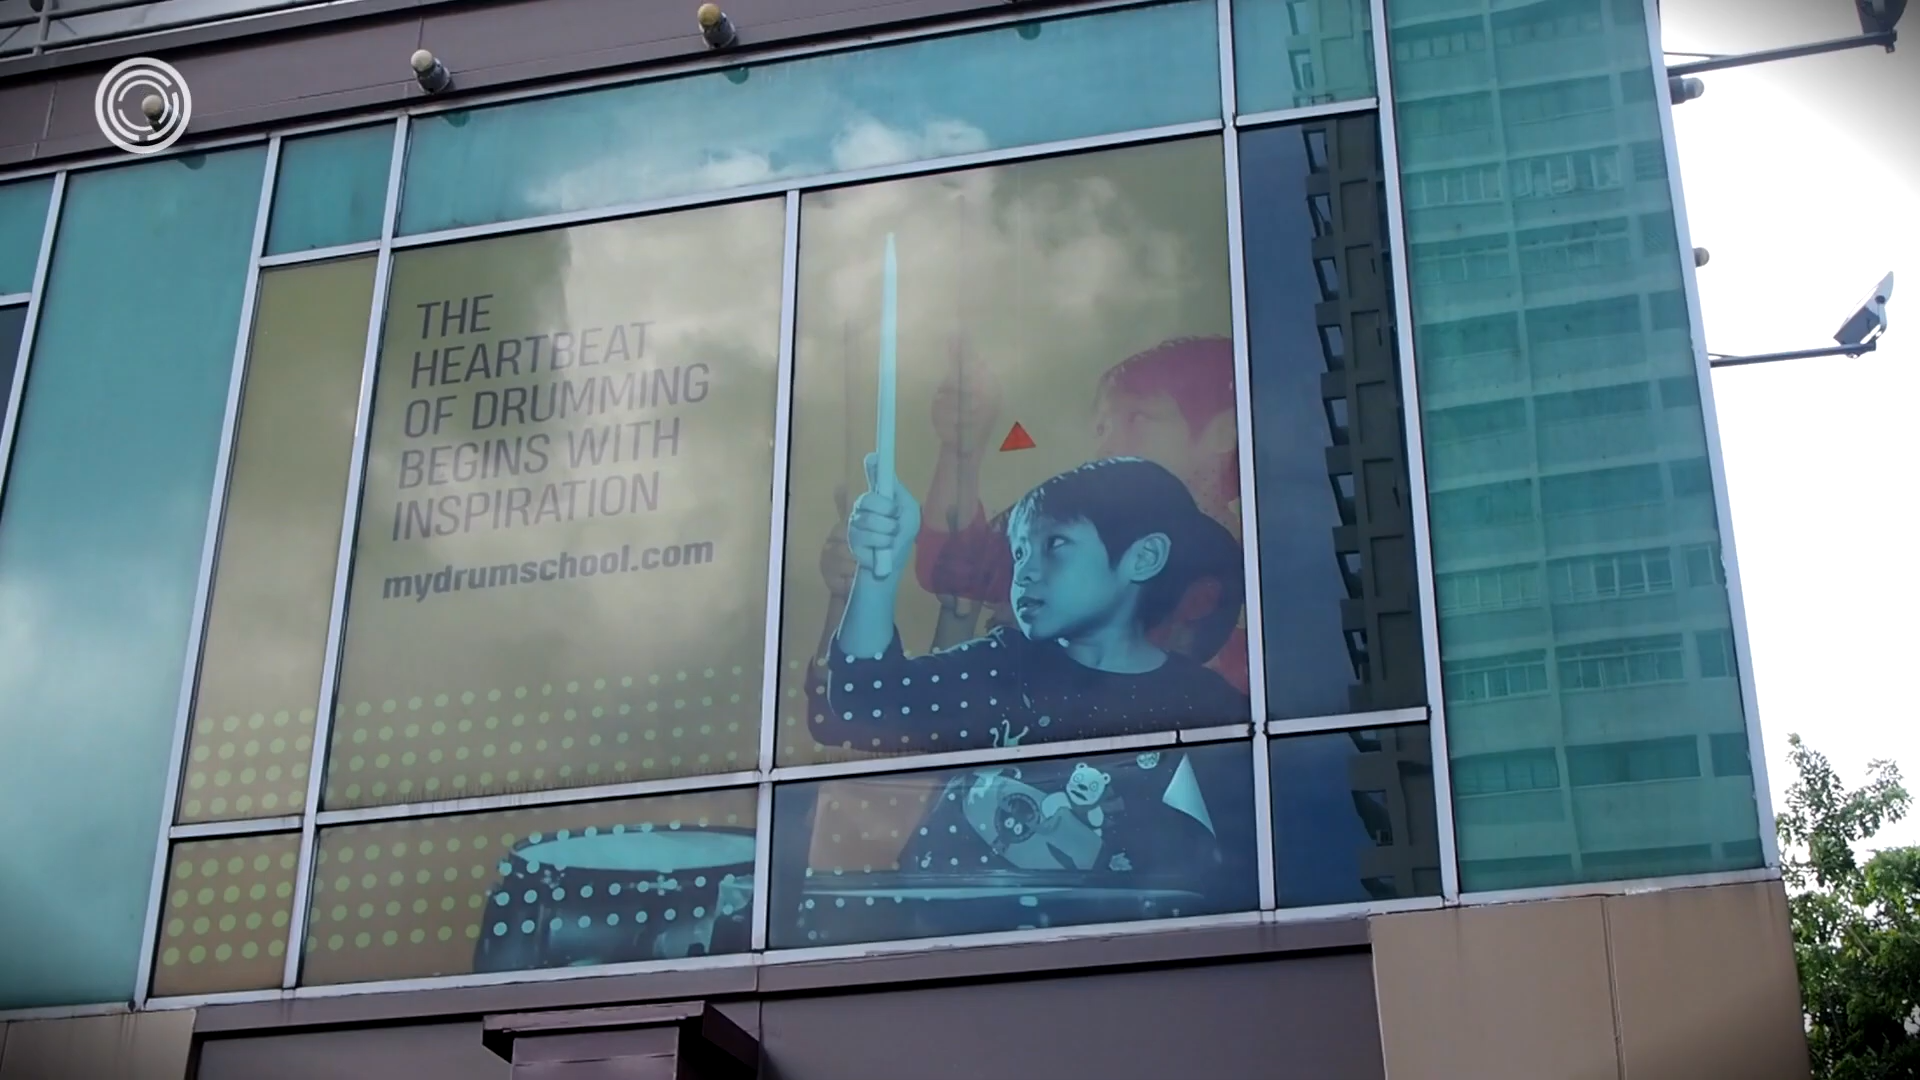 THE
HEARTBEAT
OF DRUMMING
BEGINS WITH
INSPIRATION
mydrumschool.com